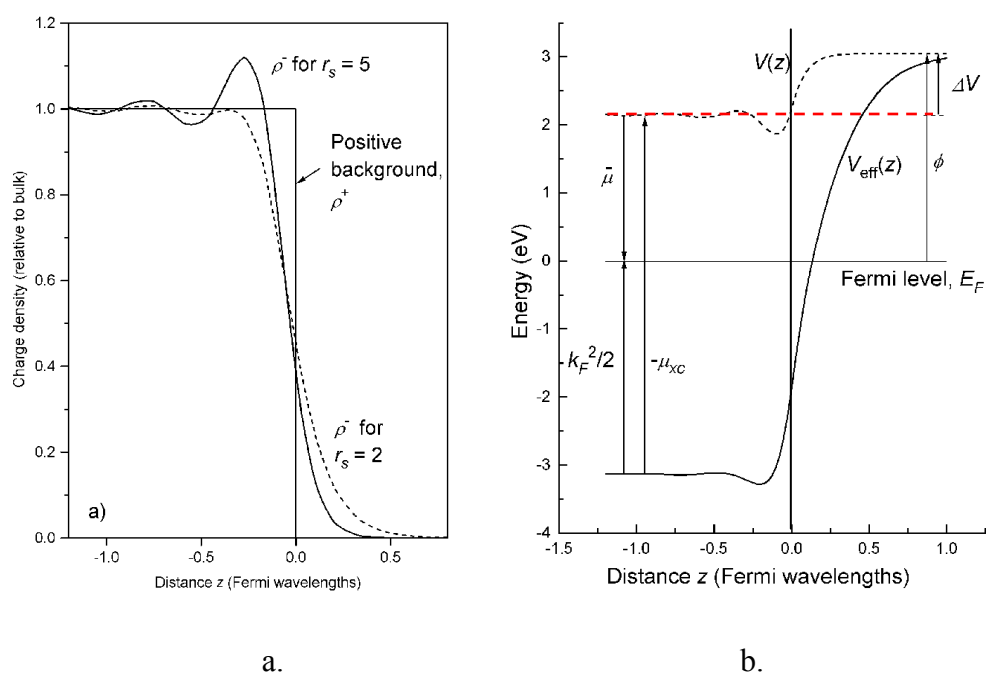 1.2
1.0
0.8
0.6
0.4
0.2
0.0
Charge density (relative to bulk)
ρ⁻ for r_s = 5
Positive
background,
ρ⁺
ρ⁻ for
r_s = 2
a)
-1.0
-0.5
0.0
0.5
Distance z (Fermi wavelengths)
a.
4
3
2
1
0
-1
-2
-3
-4
Energy (eV)
V(z)
ΔV
V_eff(z)
ϕ
μ̄
Fermi level, E_F
k_F²/2
-μ_xc
-1.5
-1.0
-0.5
0.0
0.5
1.0
Distance z (Fermi wavelengths)
b.